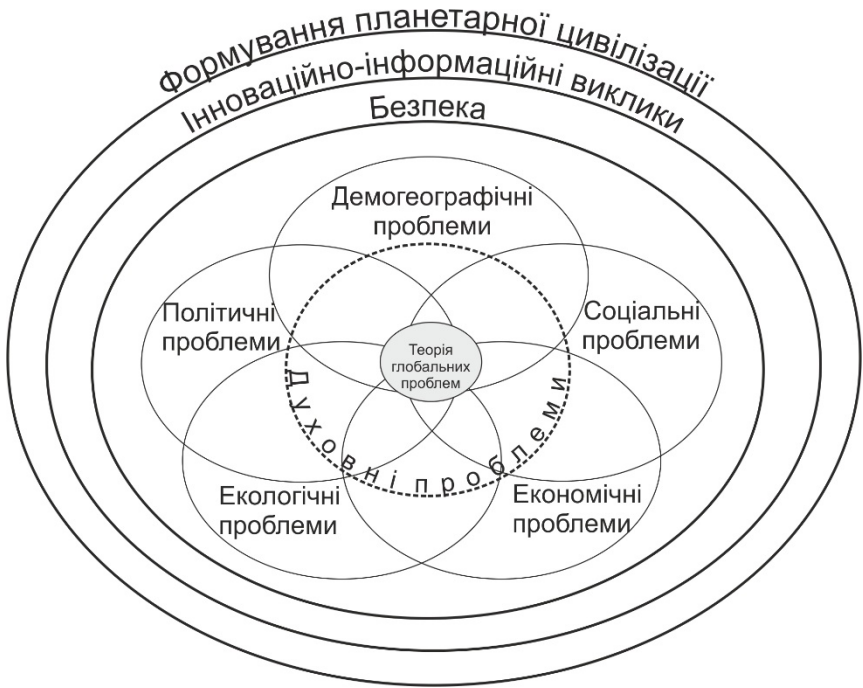 Формування планетарної цивілізації
Інноваційно-інформаційні виклики
Безпека
Демогеографічні
проблеми
Політичні
проблеми
Соціальні
проблеми
Теорія
глобальних
проблем
Духовні проблеми
Екологічні
проблеми
Економічні
проблеми